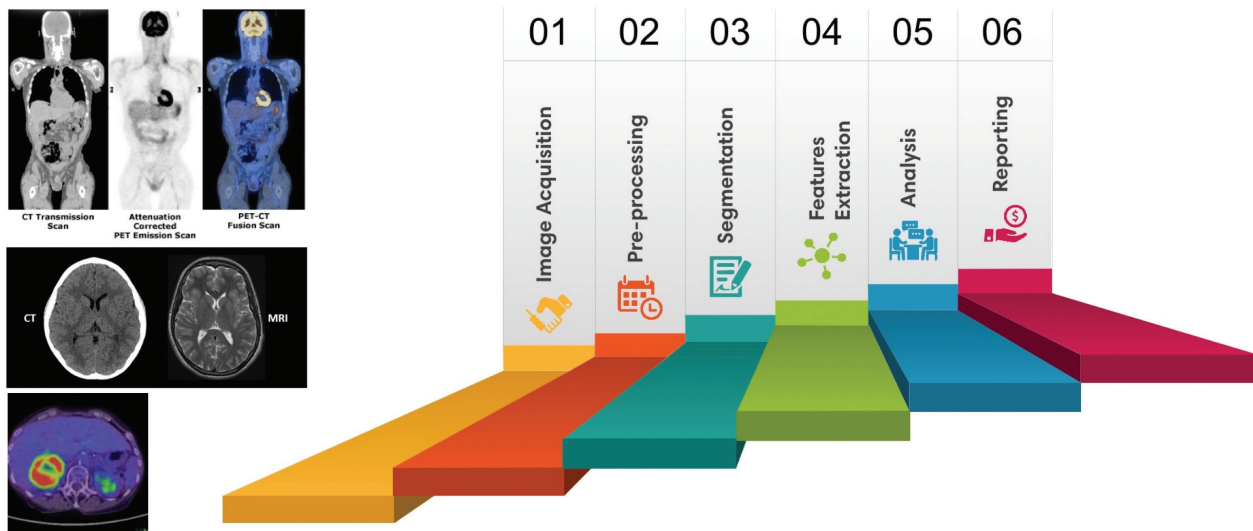 CT Transmission
Scan
Attenuation
Corrected
PET Emission Scan
PET-CT
Fusion Scan
CT
MRI
01
02
03
04
05
06
Image Acquisition
Pre-processing
Segmentation
Features
Extraction
Analysis
Reporting
$